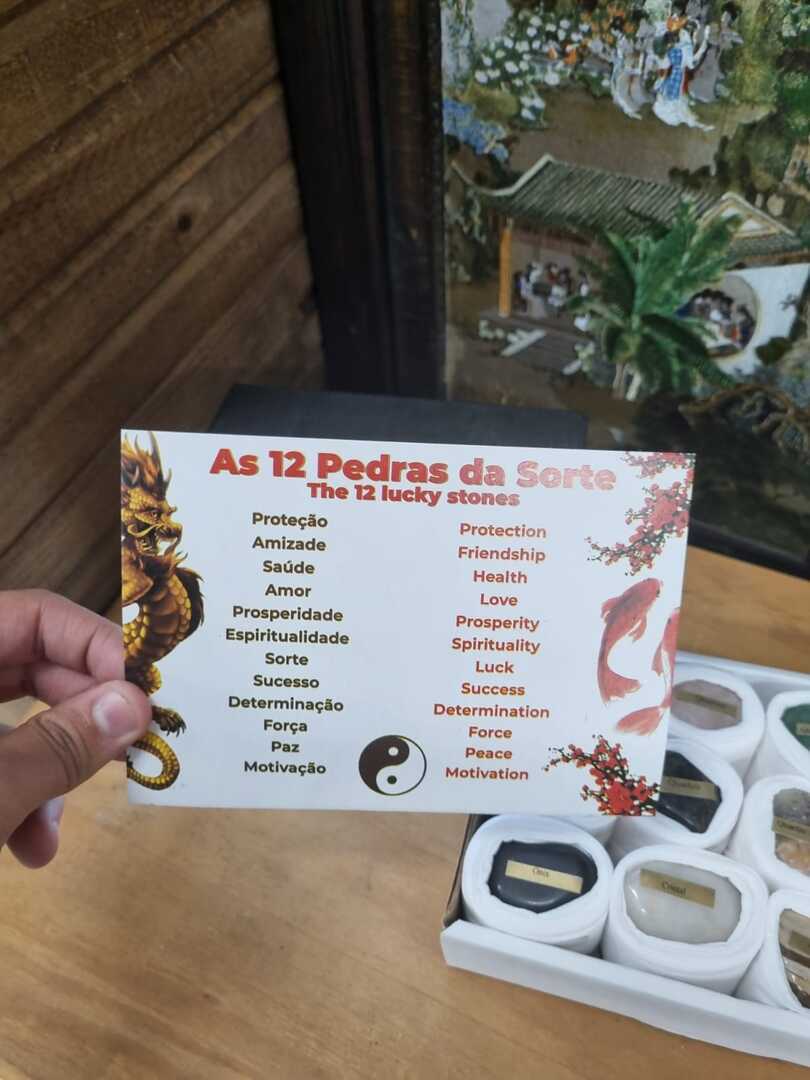 As 12 Pedras da Sorte
The 12 lucky stones
Proteção
Amizade
Saúde
Amor
Prosperidade
Espiritualidade
Sorte
Sucesso
Determinação
Força
Paz
Motivação
Protection
Friendship
Health
Love
Prosperity
Spirituality
Luck
Success
Determination
Force
Peace
Motivation
Onix
Cristal